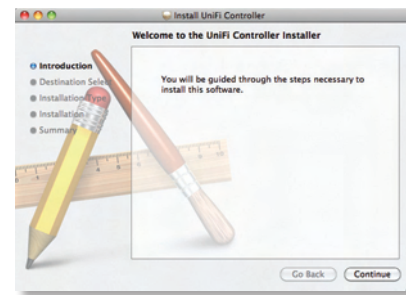 Install UniFi Controller
Welcome to the UniFi Controller Installer
Introduction
Destination Select
Installation Type
Installation
Summary
You will be guided through the steps necessary to
install this software.
Go Back
Continue